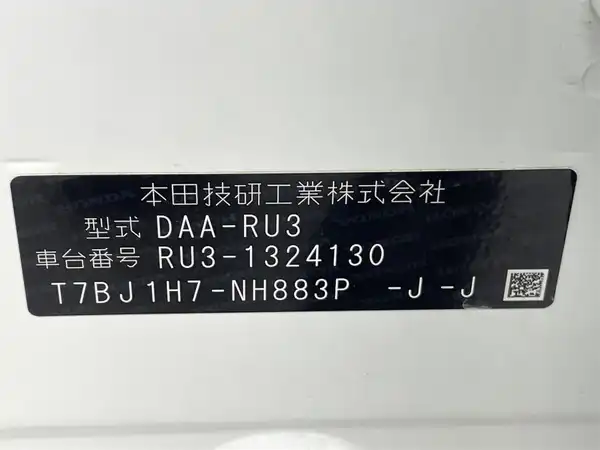 本田技研工業株式会社
型式 DAA-RU3
車台番号 RU3-1324130
T7BJ1H7-NH883P -J-J